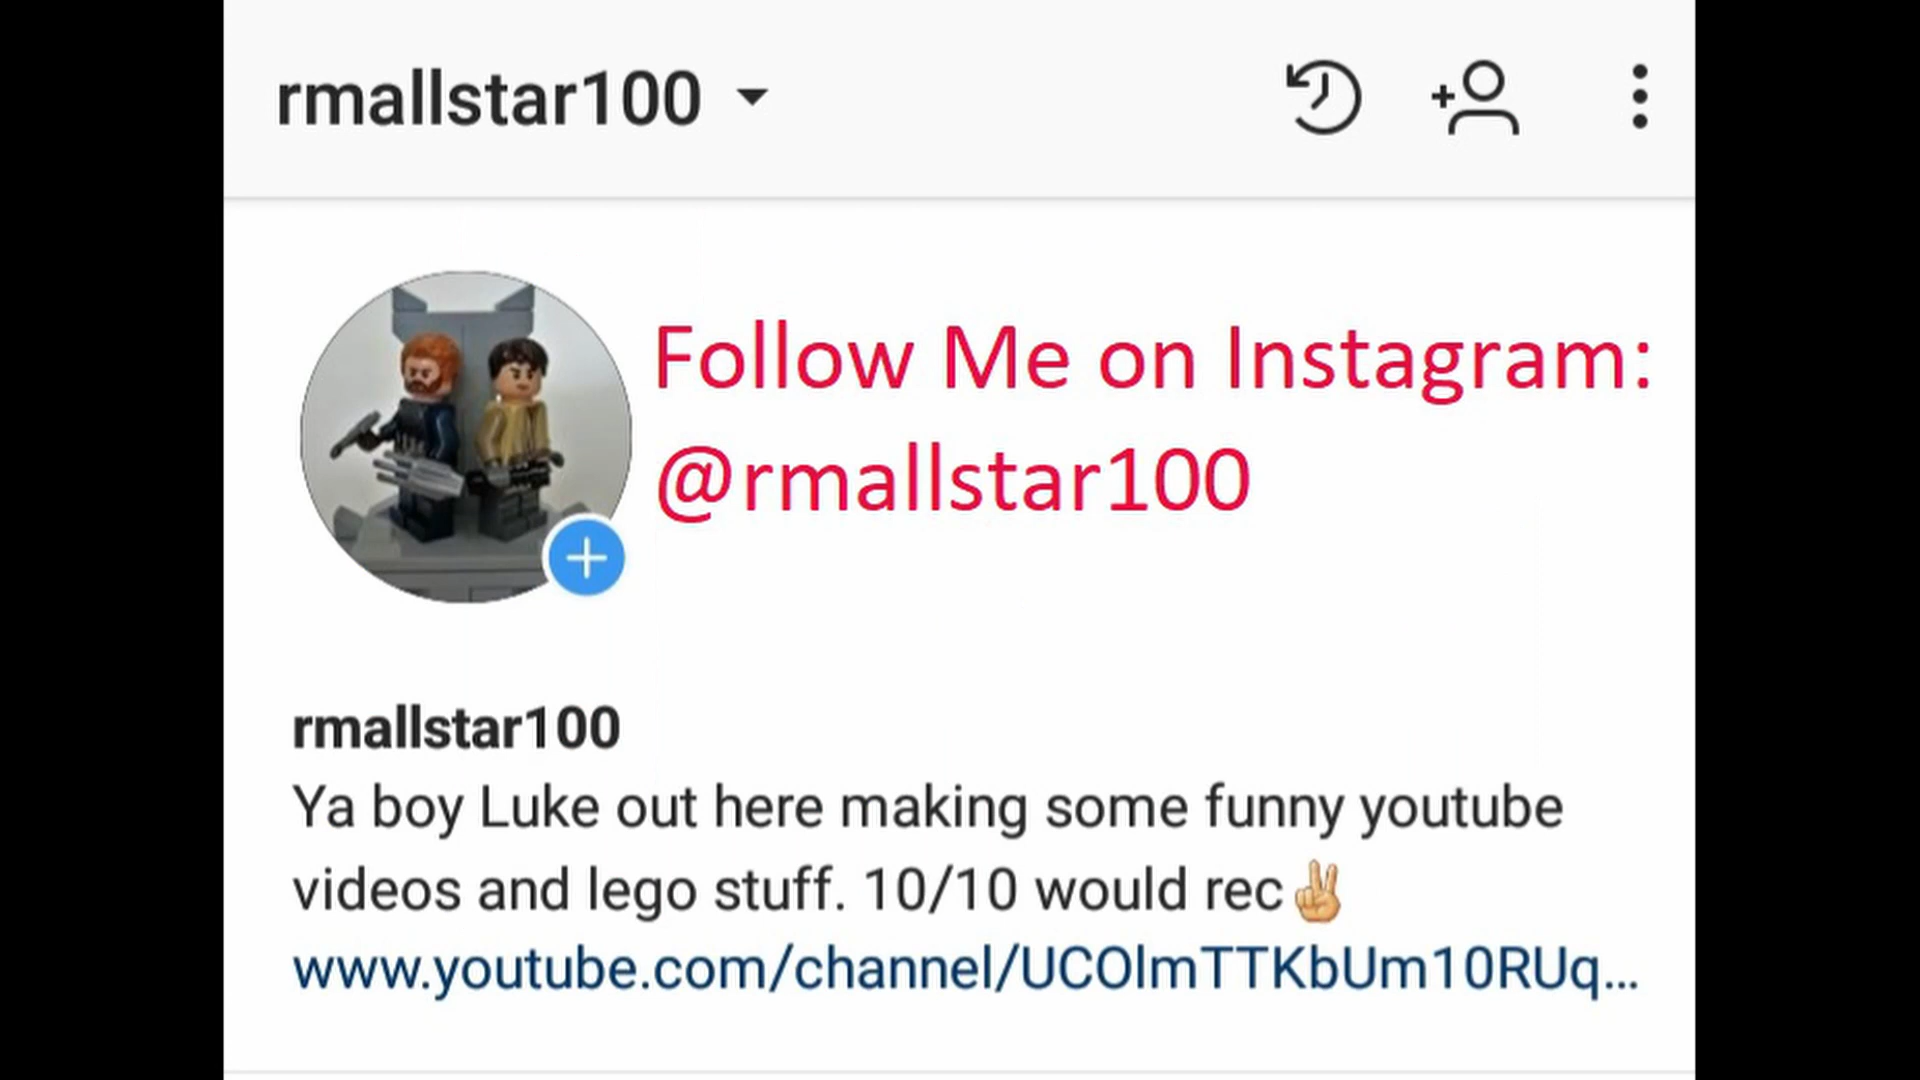 rmallstar100
Follow Me on Instagram:
@rmallstar100
rmallstar100
Ya boy Luke out here making some funny youtube
videos and lego stuff. 10/10 would rec✌🏼
www.youtube.com/channel/UCOlmTTKbUm10RUq...